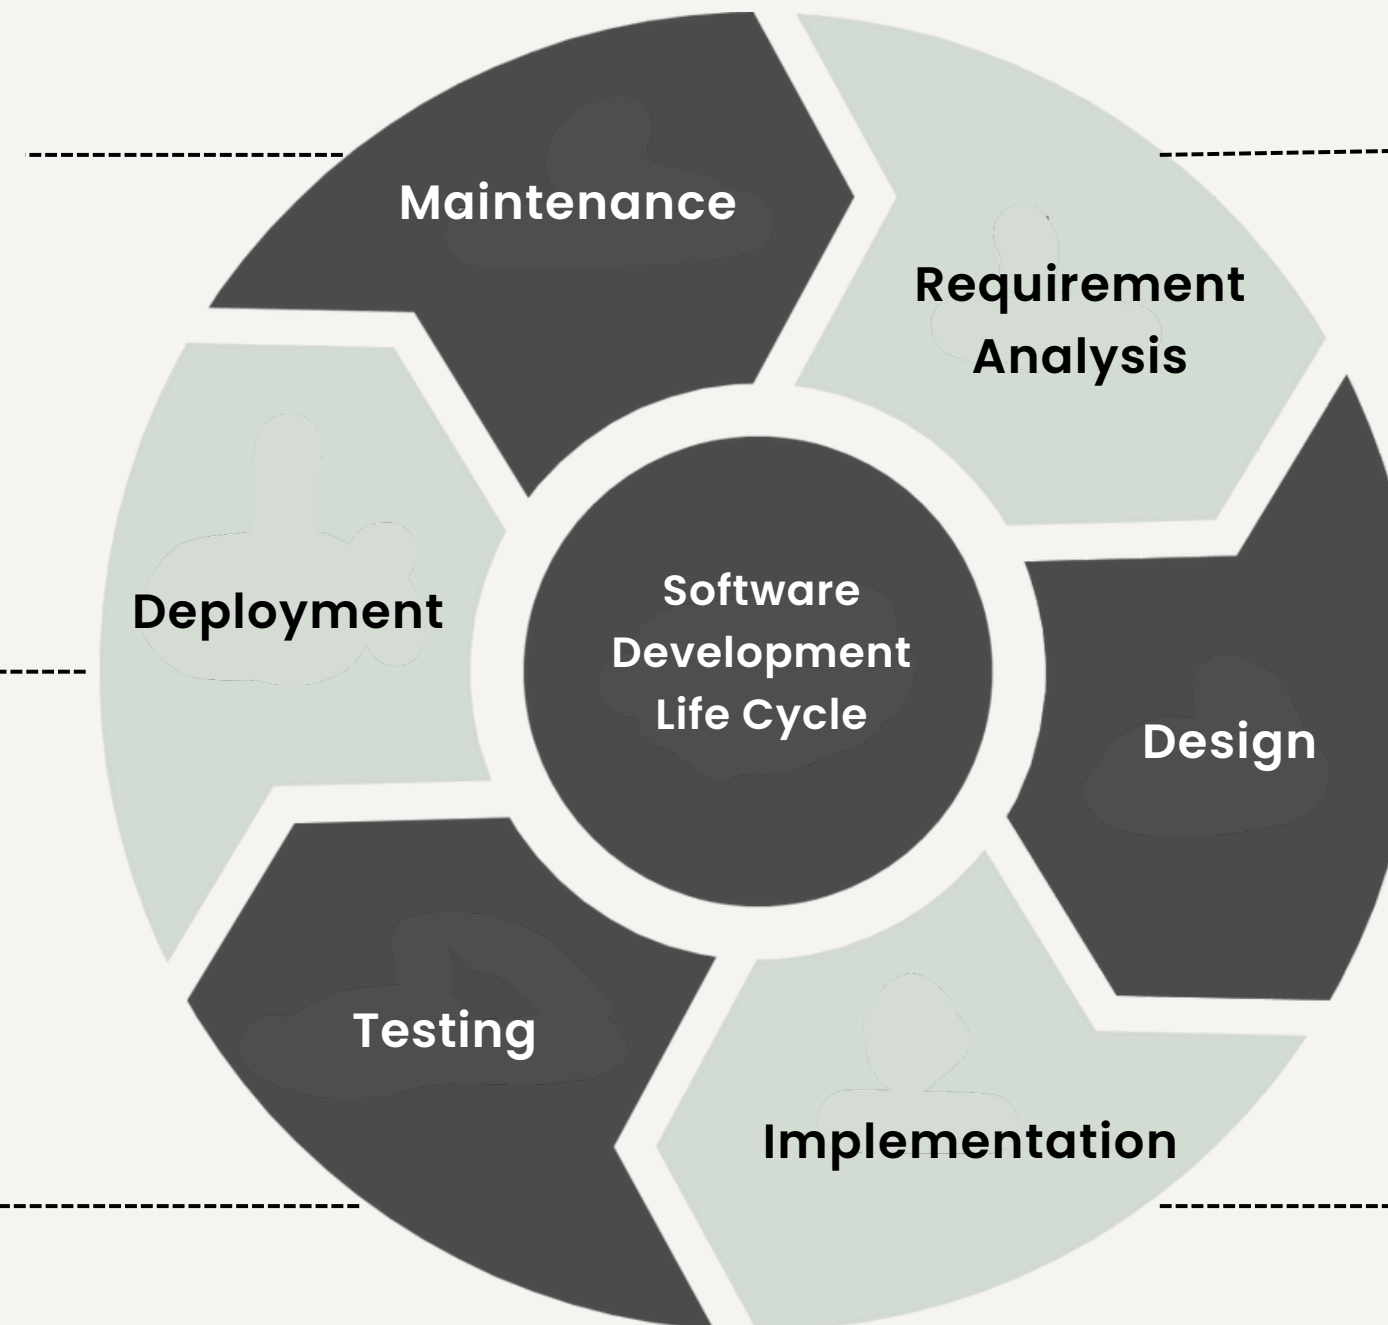 Maintenance
Requirement
Analysis
Software
Development
Life Cycle
Deployment
Design
Testing
Implementation